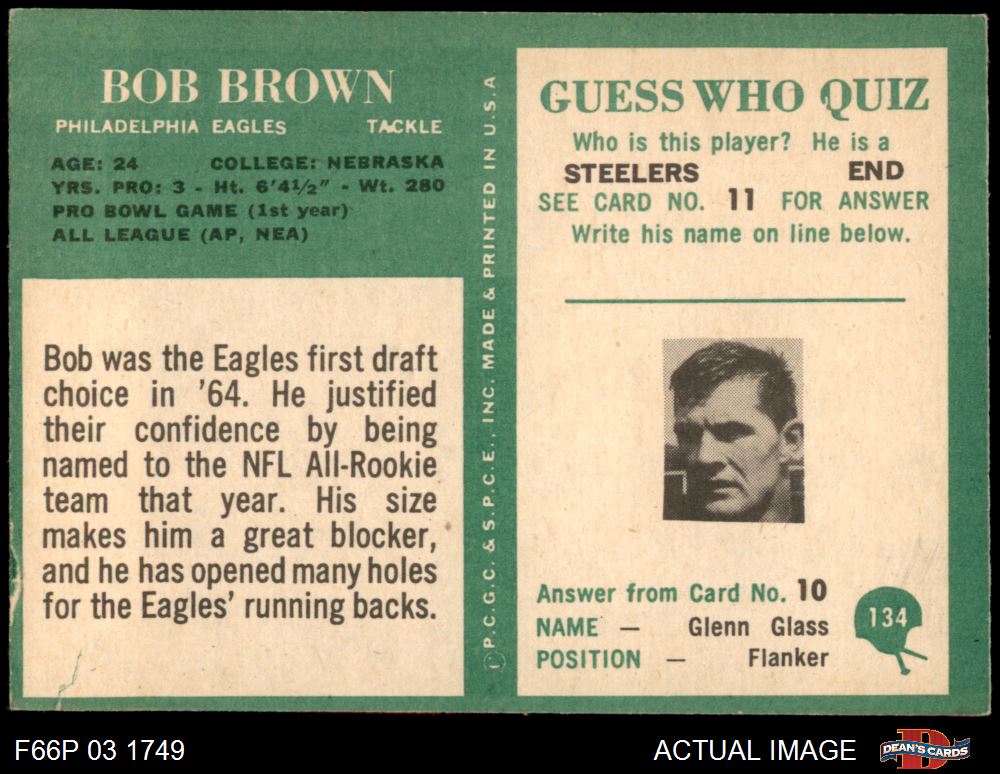 BOB BROWN
PHILADELPHIA EAGLES TACKLE
AGE: 24 COLLEGE: NEBRASKA
YRS. PRO: 3 - Ht. 6'4½" - Wt. 280
PRO BOWL GAME (1st year)
ALL LEAGUE (AP, NEA)
Bob was the Eagles first draft
choice in '64. He justified
their confidence by being
named to the NFL All-Rookie
team that year. His size
makes him a great blocker,
and he has opened many holes
for the Eagles' running backs.
© P.C.G.C. & S.P.C.E., INC. MADE & PRINTED IN U.S.A
GUESS WHO QUIZ
Who is this player? He is a
STEELERS END
SEE CARD NO. 11 FOR ANSWER
Write his name on line below.
Answer from Card No. 10
NAME — Glenn Glass
POSITION — Flanker
134
F66P 03 1749
ACTUAL IMAGE
DEAN'S CARDS